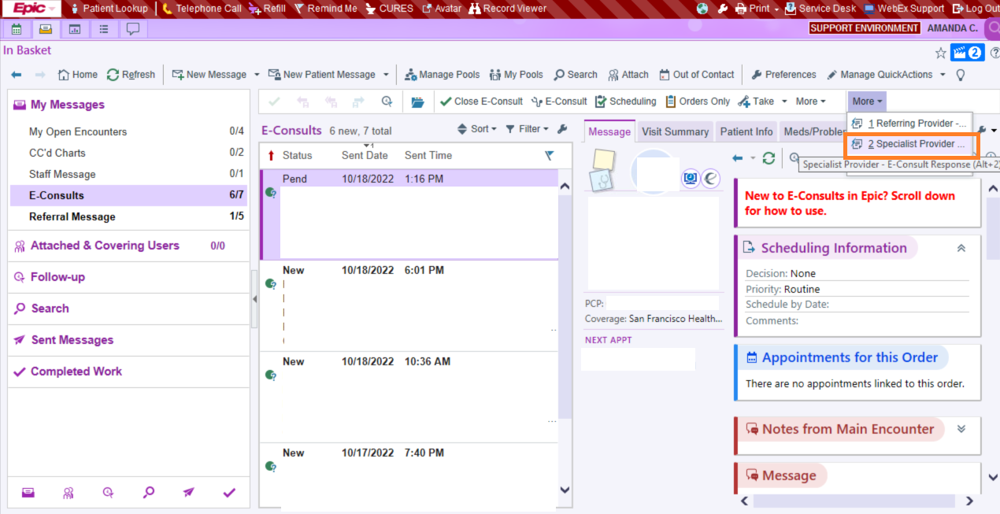 Epic Patient Lookup Telephone Call Refill Remind Me CURES Avatar Record Viewer Print Service Desk WebEx Support Log Out
SUPPORT ENVIRONMENT AMANDA C.
In Basket
2
Home Refresh New Message New Patient Message Manage Pools My Pools Search Attach Out of Contact Preferences Manage QuickActions
My Messages
My Open Encounters 0/4
CC'd Charts 0/2
Staff Message 0/1
E-Consults 6/7
Referral Message 1/5
Attached & Covering Users 0/0
Follow-up
Search
Sent Messages
Completed Work
Close E-Consult E-Consult Scheduling Orders Only Take More More
E-Consults 6 new, 7 total Sort Filter
Status Sent Date Sent Time
1
Pend 10/18/2022 1:16 PM
New 10/18/2022 6:01 PM
New 10/18/2022 10:36 AM
...
New 10/17/2022 7:40 PM
1 Referring Provider -...
2 Specialist Provider ...
Specialist Provider - E-Consult Response (Alt+2)
Message Visit Summary Patient Info Meds/Probler
PCP:
Coverage: San Francisco Health...
NEXT APPT
New to E-Consults in Epic? Scroll down
for how to use.
Scheduling Information
Decision: None
Priority: Routine
Schedule by Date:
Comments:
Appointments for this Order
There are no appointments linked to this order.
Notes from Main Encounter
Message